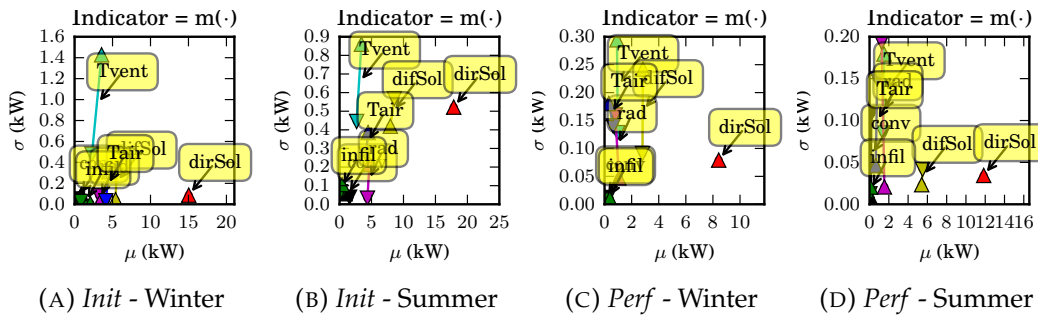 Indicator = m(·)
1.6
1.4
1.2
1.0
0.8
0.6
0.4
0.2
0.0
σ (kW)
0 5 10 15 20
μ (kW)
Tvent
difSol
Tair
infil
dirSol
(A) Init - Winter
Indicator = m(·)
0.9
0.8
0.7
0.6
0.5
0.4
0.3
0.2
0.1
0.0
σ (kW)
0 5 10 15 20 25
μ (kW)
Tvent
difSol
dirSol
Tair
rad
infil
(B) Init - Summer
Indicator = m(·)
0.30
0.25
0.20
0.15
0.10
0.05
0.00
σ (kW)
0 2 4 6 8 10
μ (kW)
Tvent
Tair
difSol
rad
dirSol
infil
(C) Perf - Winter
Indicator = m(·)
0.20
0.15
0.10
0.05
0.00
σ (kW)
0 2 4 6 8 10 12 14 16
μ (kW)
Tvent
Tair
conv
infil
difSol
dirSol
(D) Perf - Summer